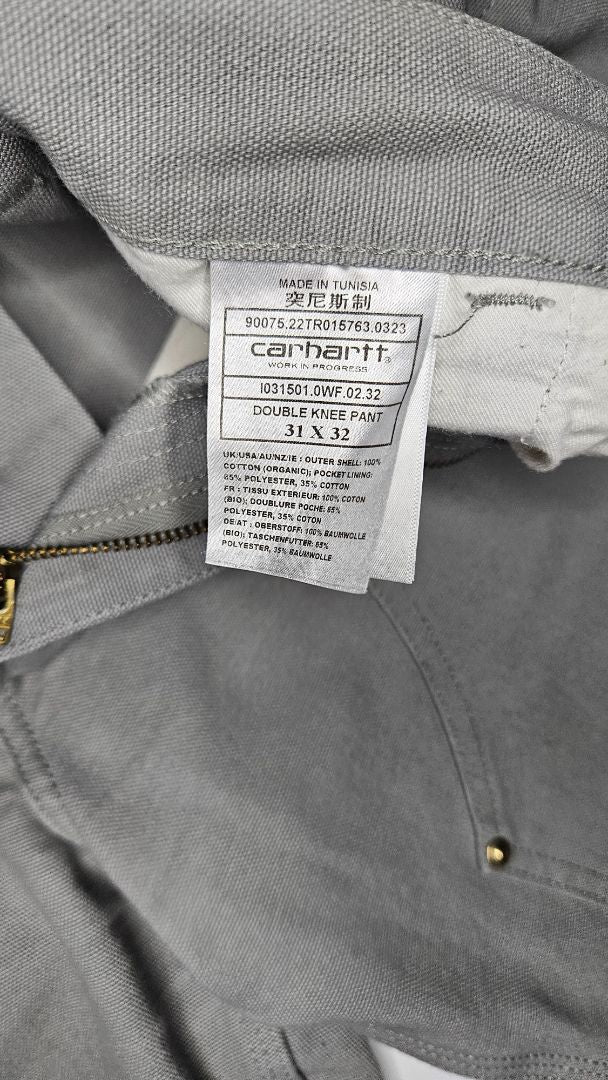 MADE IN TUNISIA
突尼斯制
90075.22TR015763.0323
carhartt®
WORK IN PROGRESS
I031501.0WF.02.32
DOUBLE KNEE PANT
31 X 32
UK/USA/AU/NZ/IE : OUTER SHELL: 100%
COTTON (ORGANIC); POCKET LINING:
65% POLYESTER, 35% COTTON
FR : TISSU EXTERIEUR: 100% COTON
(BIO); DOUBLURE POCHE: 65%
POLYESTER, 35% COTON
DE/AT : OBERSTOFF: 100% BAUMWOLLE
(BIO); TASCHENFUTTER: 65%
POLYESTER, 35% BAUMWOLLE